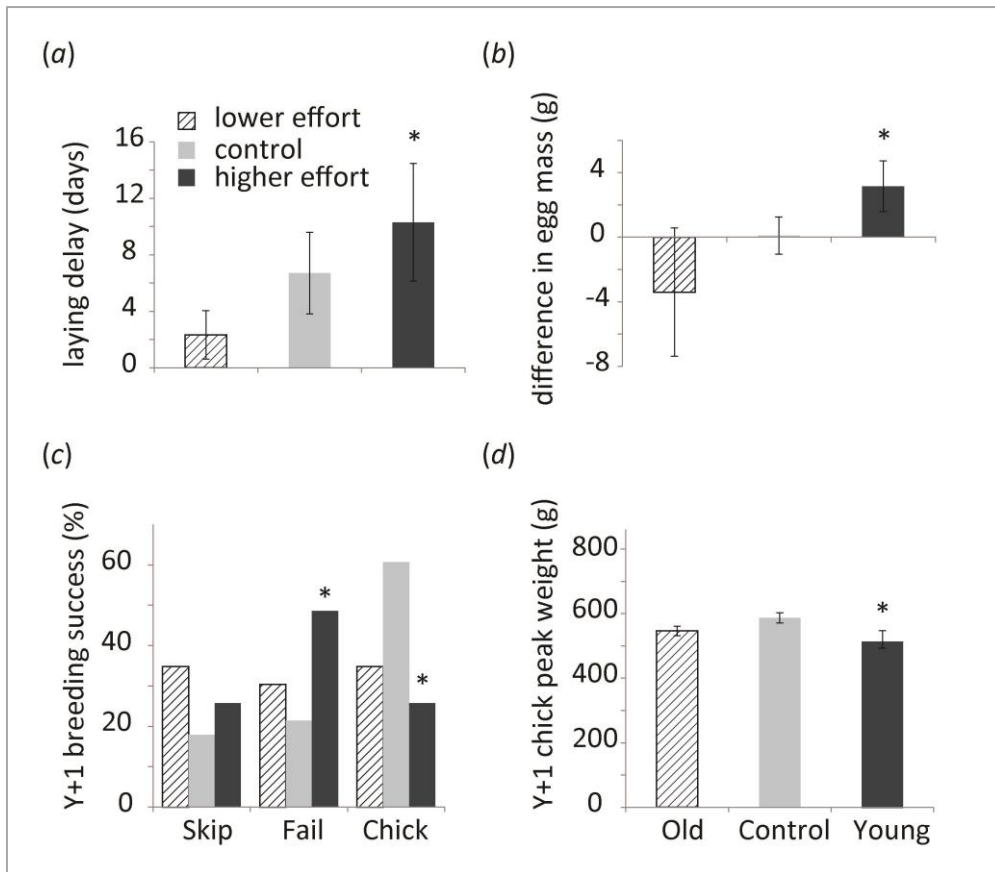 (a)
lower effort
control
higher effort
*
16
12
8
4
0
laying delay (days)
(b)
*
4
0
-4
-8
difference in egg mass (g)
(c)
60
40
20
0
*
*
Y+1 breeding success (%)
Skip Fail Chick
(d)
800
600
400
200
0
*
Y+1 chick peak weight (g)
Old Control Young